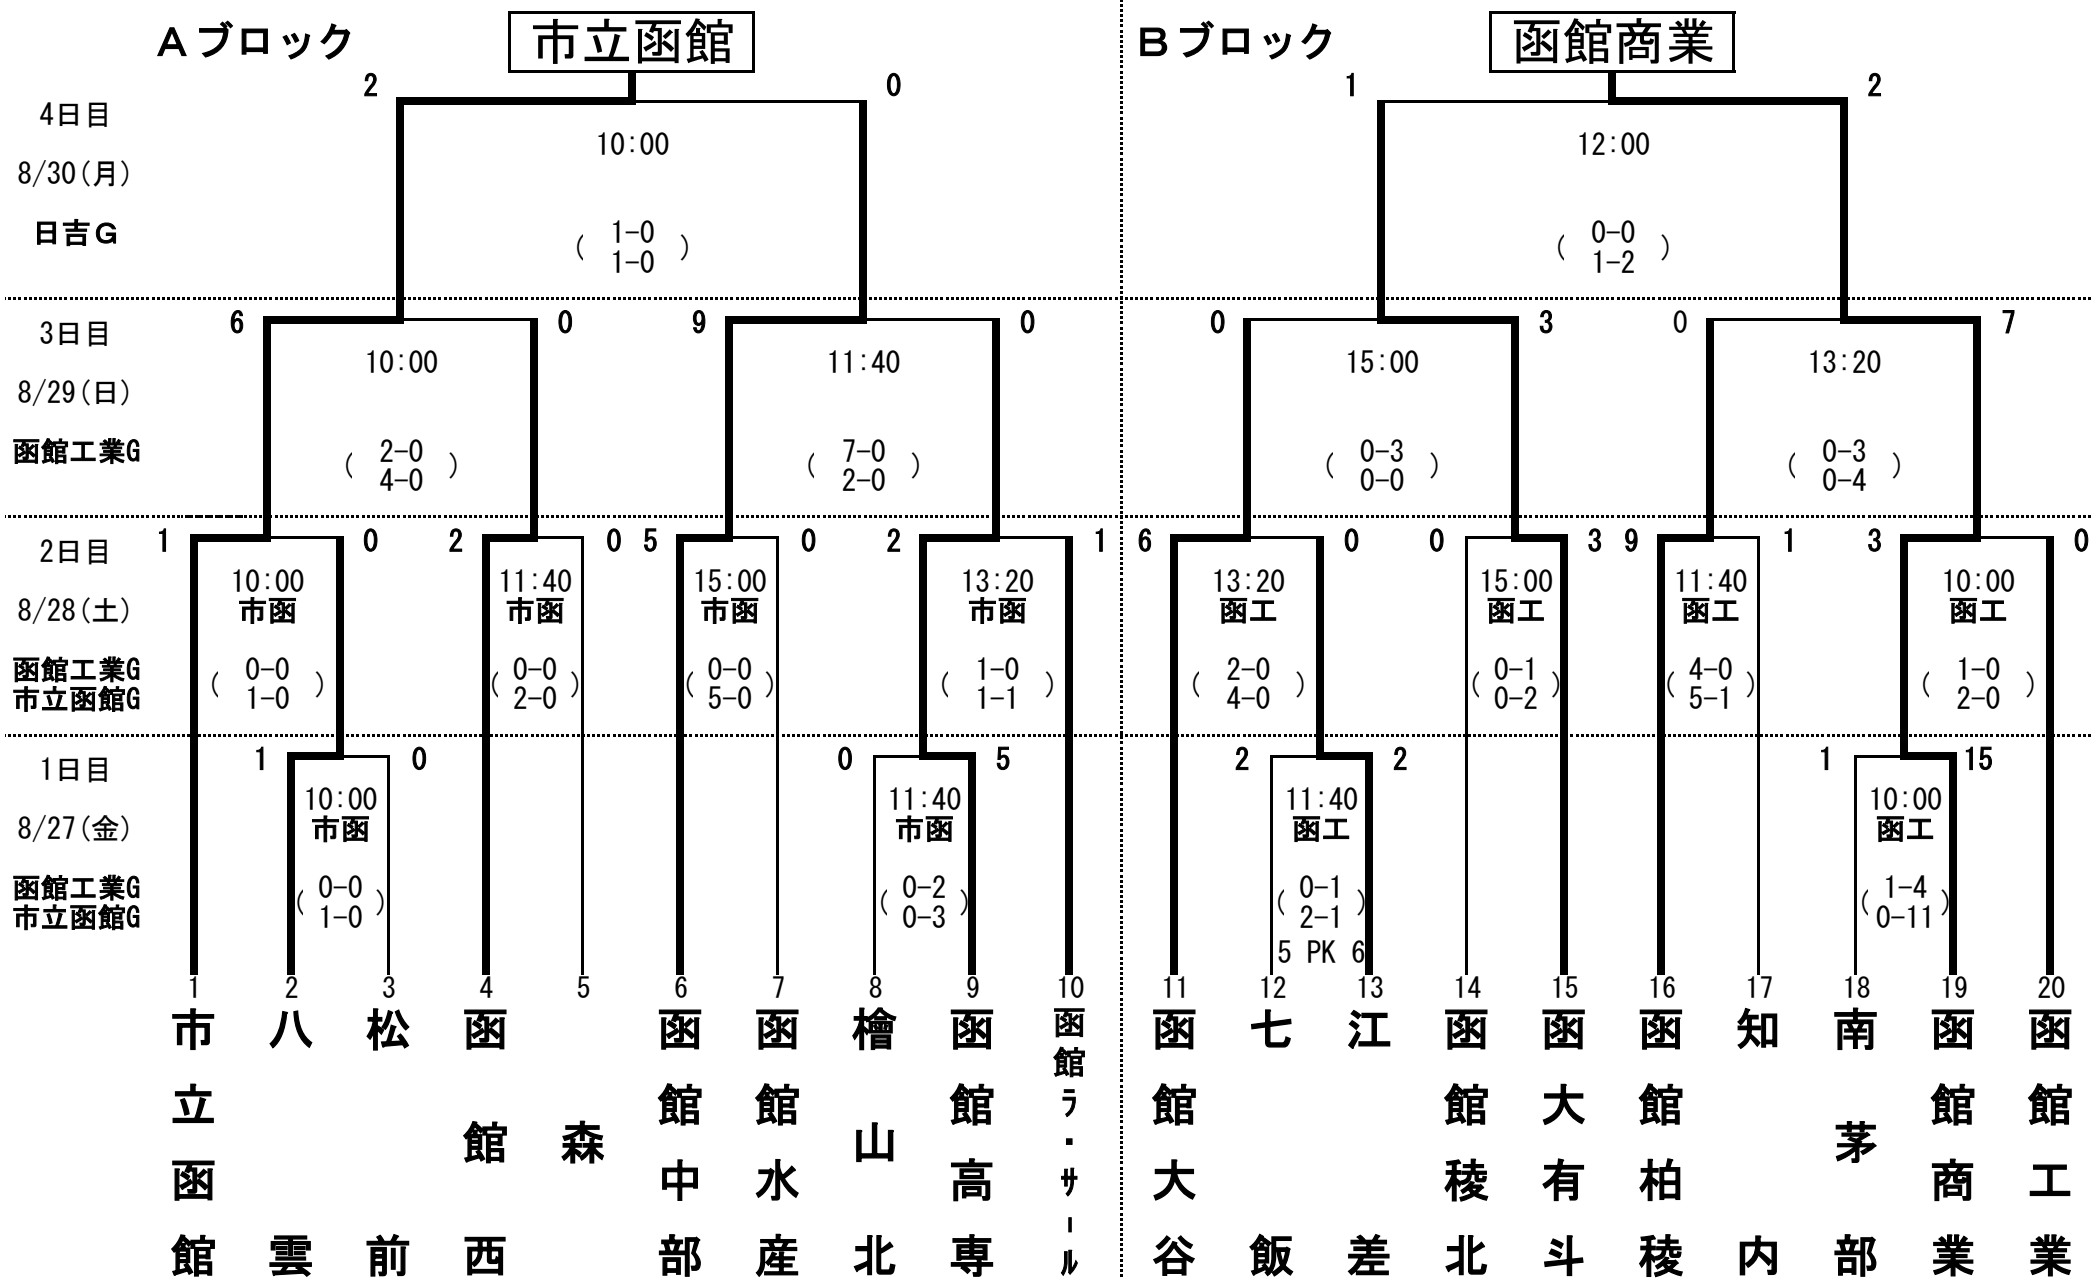 Aブロック
市立函館
Bブロック
函館商業
2 0 1 2
4日目
10:00 12:00
8/30(月)
日吉G
( 1-0 ) ( 0-0 )
1-0 1-2
6 0 9 0 0 3 0 7
3日目
10:00 11:40 15:00 13:20
8/29(日)
函館工業G
( 2-0 ) ( 7-0 ) ( 0-3 ) ( 0-3 )
4-0 2-0 0-0 0-4
1 0 2 0 5 0 2 1 6 0 0 3 9 1 3 0
2日目
10:00 11:40 15:00 13:20 13:20 15:00 11:40 10:00
8/28(土)
市函 市函 市函 市函 函工 函工 函工 函工
函館工業G
( 0-0 ) ( 0-0 ) ( 0-0 ) ( 1-0 ) ( 2-0 ) ( 0-1 ) ( 4-0 ) ( 1-0 )
市立函館G
1-0 2-0 5-0 1-1 4-0 0-2 5-1 2-0
1 0 0 5 2 2 1 15
1日目
10:00 11:40 11:40 10:00
8/27(金)
市函 市函 函工 函工
函館工業G
( 0-0 ) ( 0-2 ) ( 0-1 ) ( 1-4 )
市立函館G
1-0 0-3 2-1 0-11
5 PK 6
1 2 3 4 5 6 7 8 9 10 11 12 13 14 15 16 17 18 19 20
市立函館
八雲
松前
函館西
森
函館中部
函館水産
檜山北
函館高専
函館ラ・サール
函館大谷
七飯
江差
函館稜北
函大有斗
函館柏稜
知内
南茅部
函館商業
函館工業